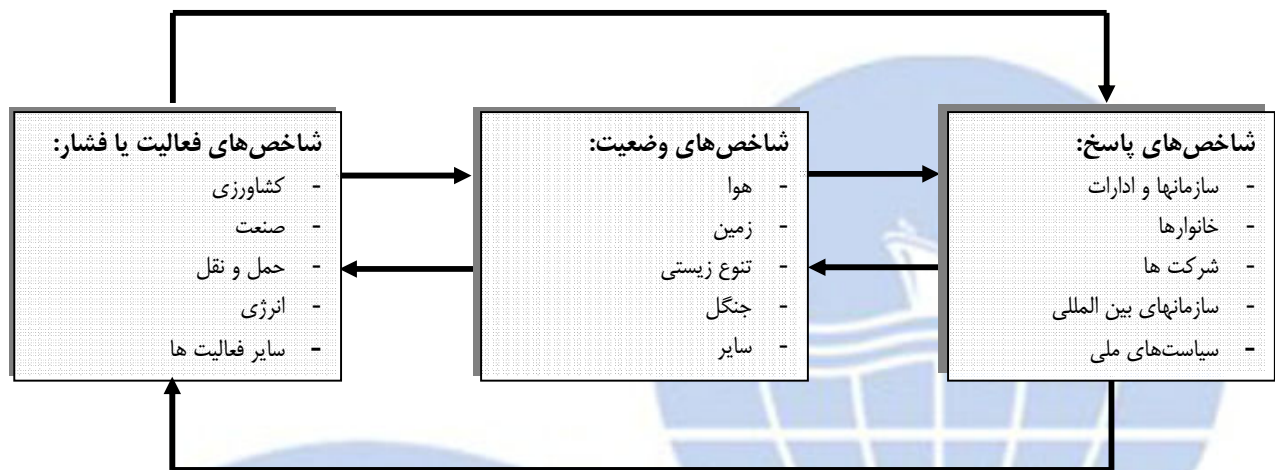 شاخص‌های فعالیت یا فشار:
- کشاورزی
- صنعت
- حمل و نقل
- انرژی
- سایر فعالیت ها
شاخص‌های وضعیت:
- هوا
- زمین
- تنوع زیستی
- جنگل
- سایر
شاخص‌های پاسخ:
- سازمانها و ادارات
- خانوارها
- شرکت ها
- سازمانهای بین المللی
- سیاست‌های ملی